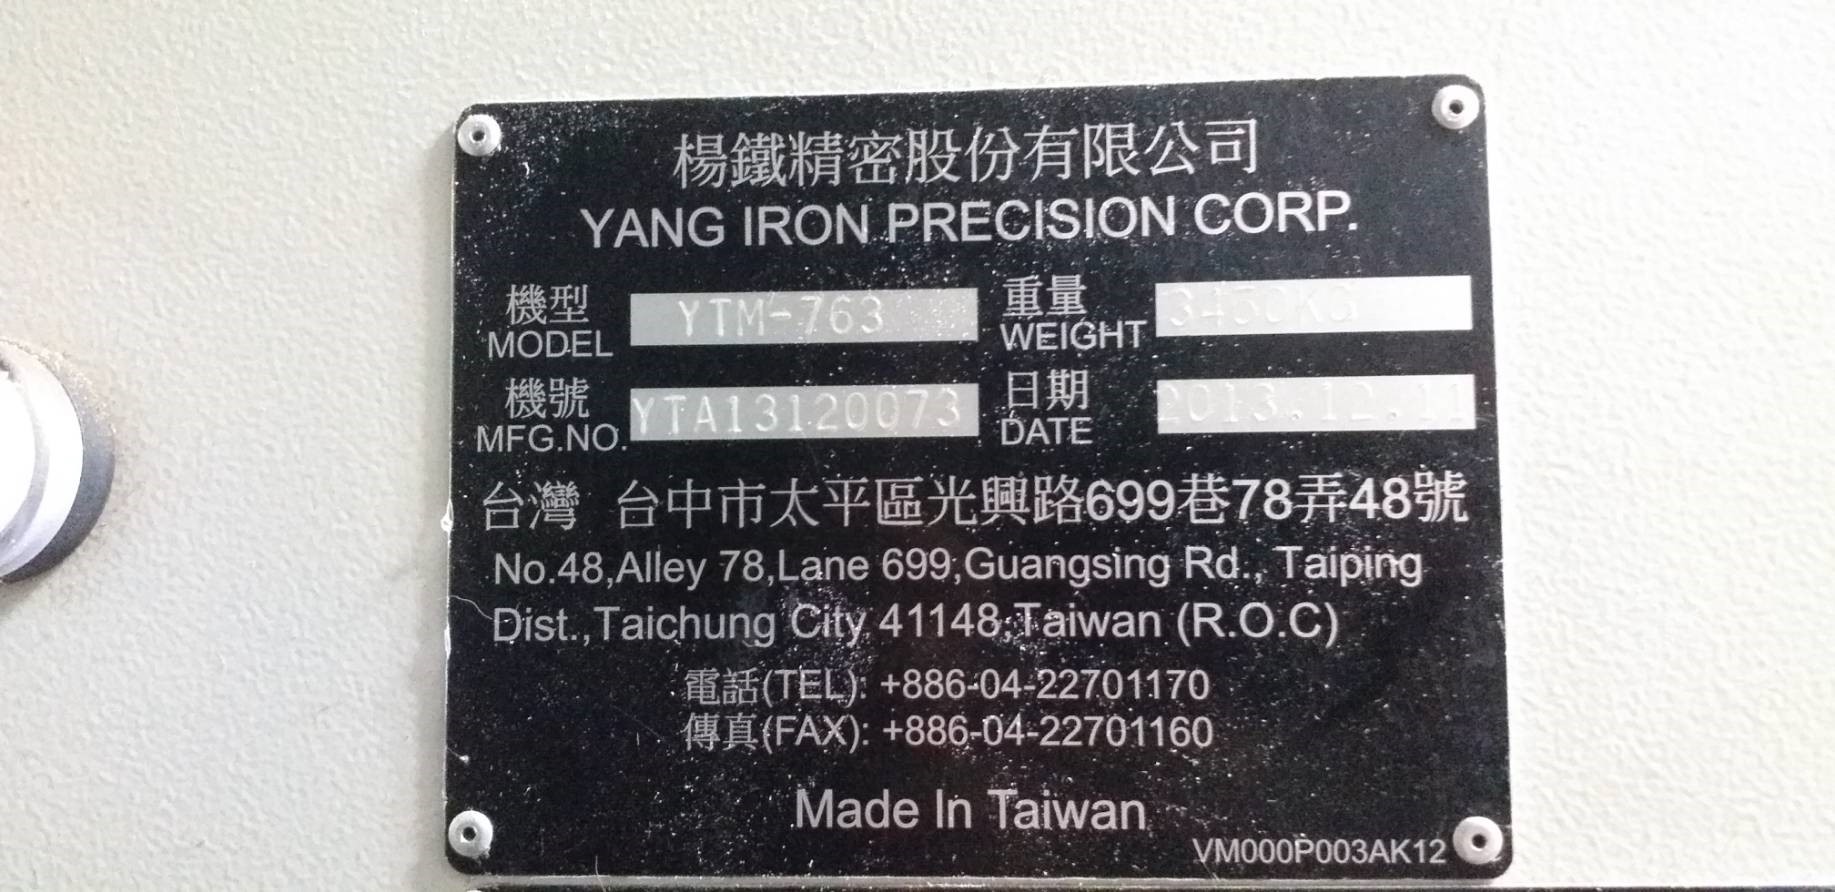 楊鐵精密股份有限公司
YANG IRON PRECISION CORP.
機型 MODEL YTM-763 重量 WEIGHT 3450KG
機號 MFG.NO. YTA13120073 日期 DATE 2013.12.11
台灣 台中市太平區光興路699巷78弄48號
No.48,Alley 78,Lane 699,Guangsing Rd., Taiping
Dist.,Taichung City 41148,Taiwan (R.O.C)
電話(TEL): +886-04-22701170
傳真(FAX): +886-04-22701160
Made In Taiwan
VM000P003AK12